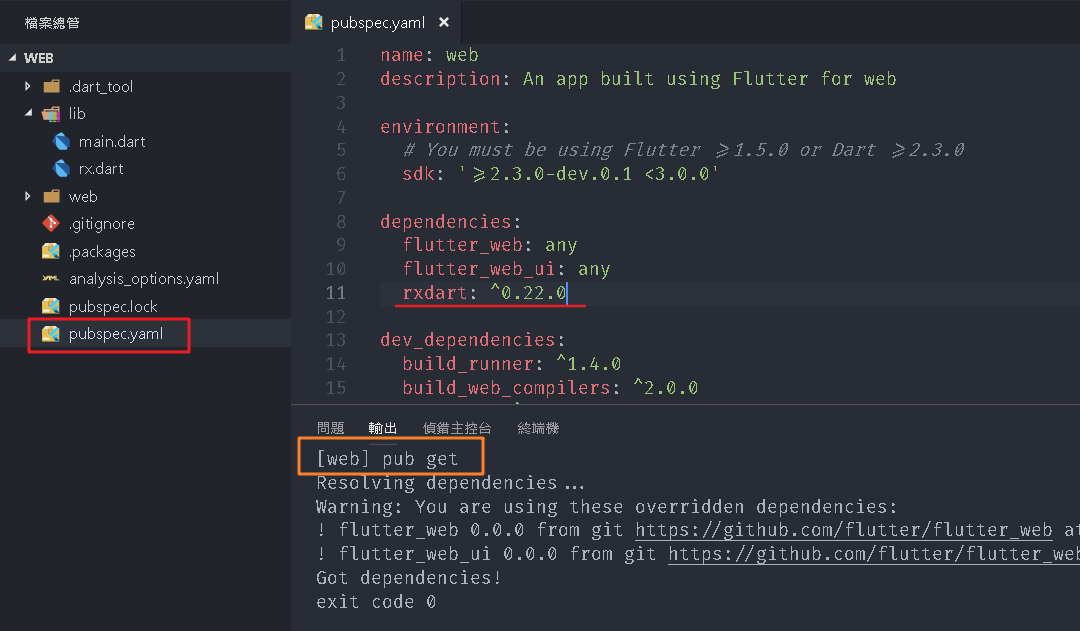 檔案總管
WEB
.dart_tool
lib
main.dart
rx.dart
web
.gitignore
.packages
analysis_options.yaml
pubspec.lock
pubspec.yaml
pubspec.yaml ×
1 name: web
2 description: An app built using Flutter for web
3
4 environment:
5 # You must be using Flutter >=1.5.0 or Dart >=2.3.0
6 sdk: '>=2.3.0-dev.0.1 <3.0.0'
7
8 dependencies:
9 flutter_web: any
10 flutter_web_ui: any
11 rxdart: ^0.22.0
12
13 dev_dependencies:
14 build_runner: ^1.4.0
15 build_web_compilers: ^2.0.0
問題 輸出 偵錯主控台 終端機
[web] pub get
Resolving dependencies...
Warning: You are using these overridden dependencies:
! flutter_web 0.0.0 from git https://github.com/flutter/flutter_web at
! flutter_web_ui 0.0.0 from git https://github.com/flutter/flutter_web
Got dependencies!
exit code 0